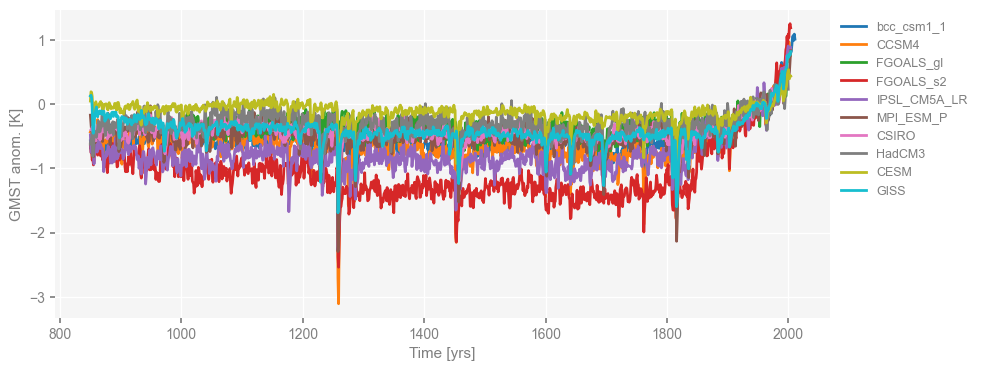 GMST anom. [K]
1
0
−1
−2
−3
800
1000
1200
1400
1600
1800
2000
Time [yrs]
bcc_csm1_1
CCSM4
FGOALS_gl
FGOALS_s2
IPSL_CM5A_LR
MPI_ESM_P
CSIRO
HadCM3
CESM
GISS